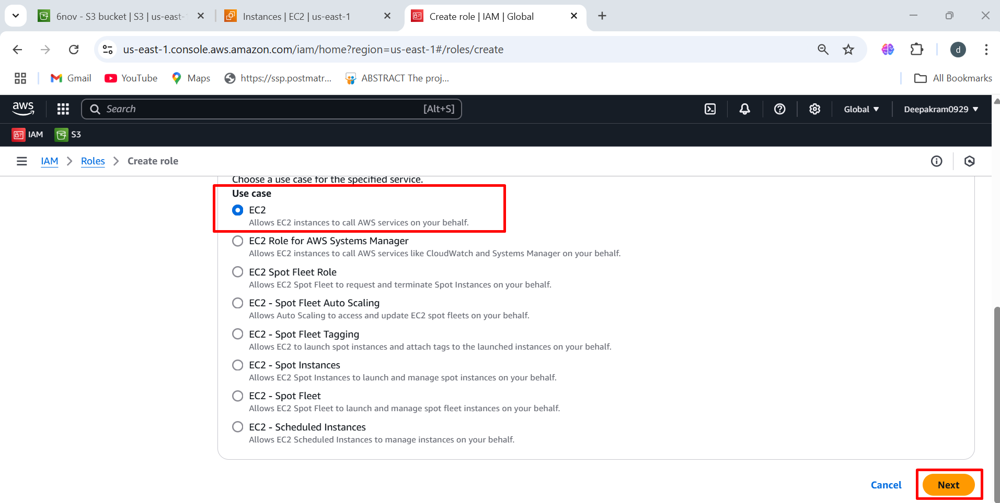 6nov - S3 bucket | S3 | us-east-
Instances | EC2 | us-east-1
Create role | IAM | Global
us-east-1.console.aws.amazon.com/iam/home?region=us-east-1#/roles/create
d
Gmail
YouTube
Maps
https://ssp.postmatr...
ABSTRACT The proj...
All Bookmarks
aws
Search
[Alt+S]
Global
Deepakram0929
IAM
S3
IAM
Roles
Create role
Choose a use case for the specified service.
Use case
EC2
Allows EC2 instances to call AWS services on your behalf.
EC2 Role for AWS Systems Manager
Allows EC2 instances to call AWS services like CloudWatch and Systems Manager on your behalf.
EC2 Spot Fleet Role
Allows EC2 Spot Fleet to request and terminate Spot Instances on your behalf.
EC2 - Spot Fleet Auto Scaling
Allows Auto Scaling to access and update EC2 spot fleets on your behalf.
EC2 - Spot Fleet Tagging
Allows EC2 to launch spot instances and attach tags to the launched instances on your behalf.
EC2 - Spot Instances
Allows EC2 Spot Instances to launch and manage spot instances on your behalf.
EC2 - Spot Fleet
Allows EC2 Spot Fleet to launch and manage spot fleet instances on your behalf.
EC2 - Scheduled Instances
Allows EC2 Scheduled Instances to manage instances on your behalf.
Cancel
Next